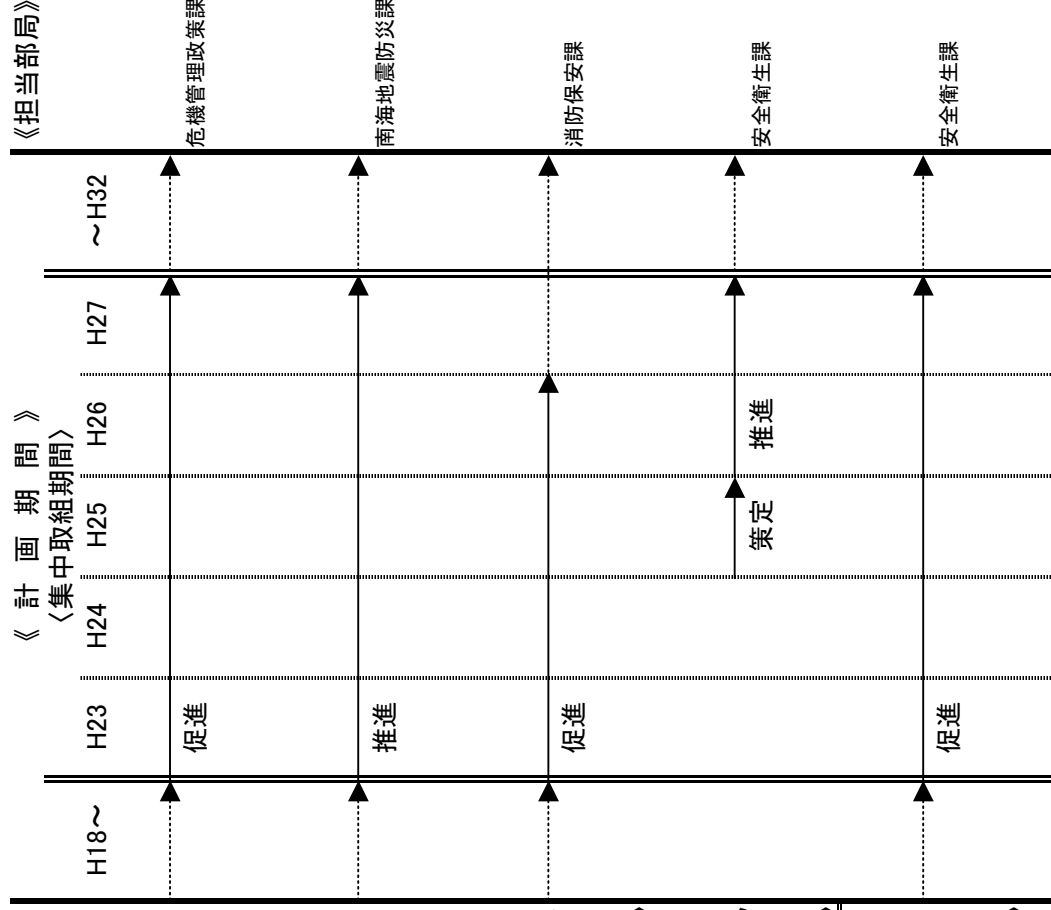 《 計 画 期 間 》
〈集中取組期間〉
《担当部局》
H18～
H23
H24
H25
H26
H27
～H32
促進
危機管理政策課
推進
南海地震防災課
促進
消防保安課
策定
推進
安全衛生課
促進
安全衛生課